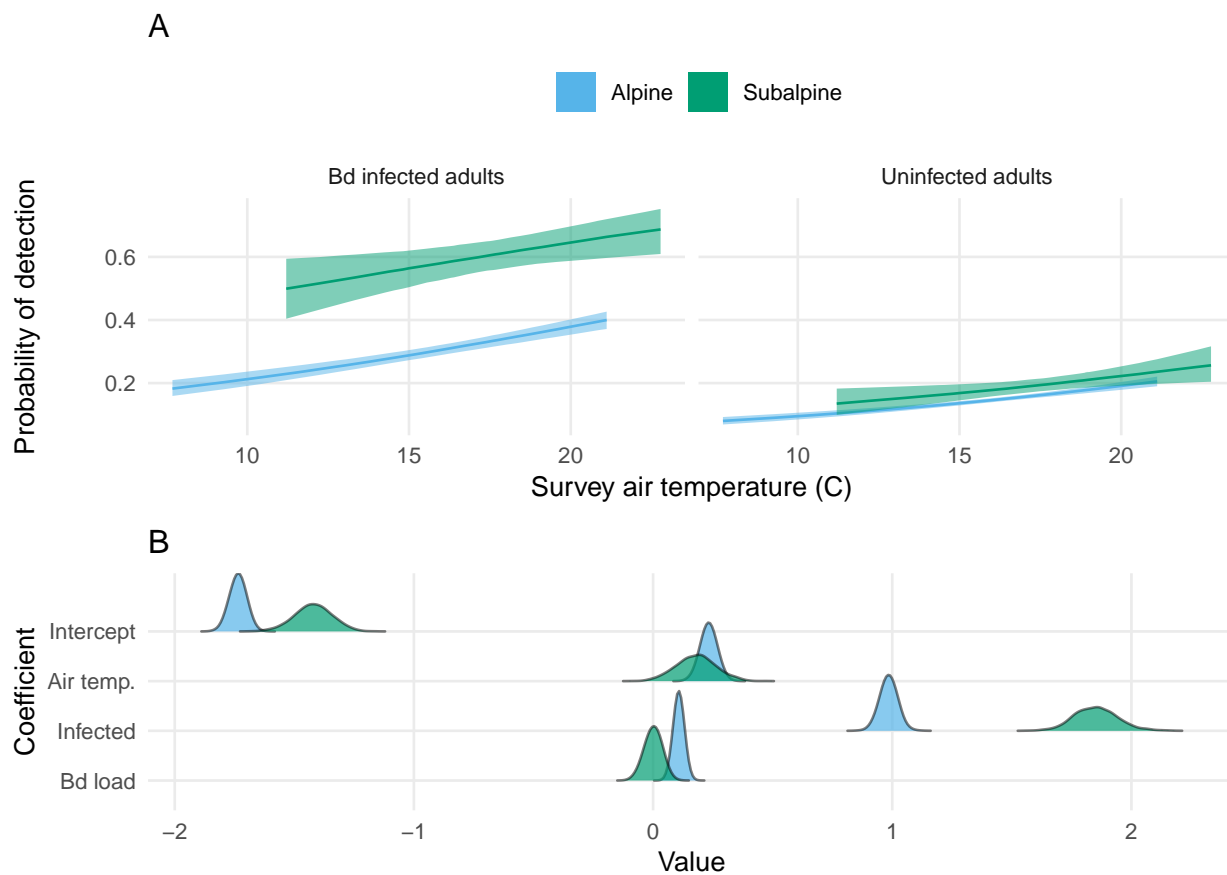 A
Alpine Subalpine
Bd infected adults Uninfected adults
Probability of detection
0.6
0.4
0.2
10 15 20 10 15 20
Survey air temperature (C)
B
Coefficient
Intercept
Air temp.
Infected
Bd load
−2 −1 0 1 2
Value